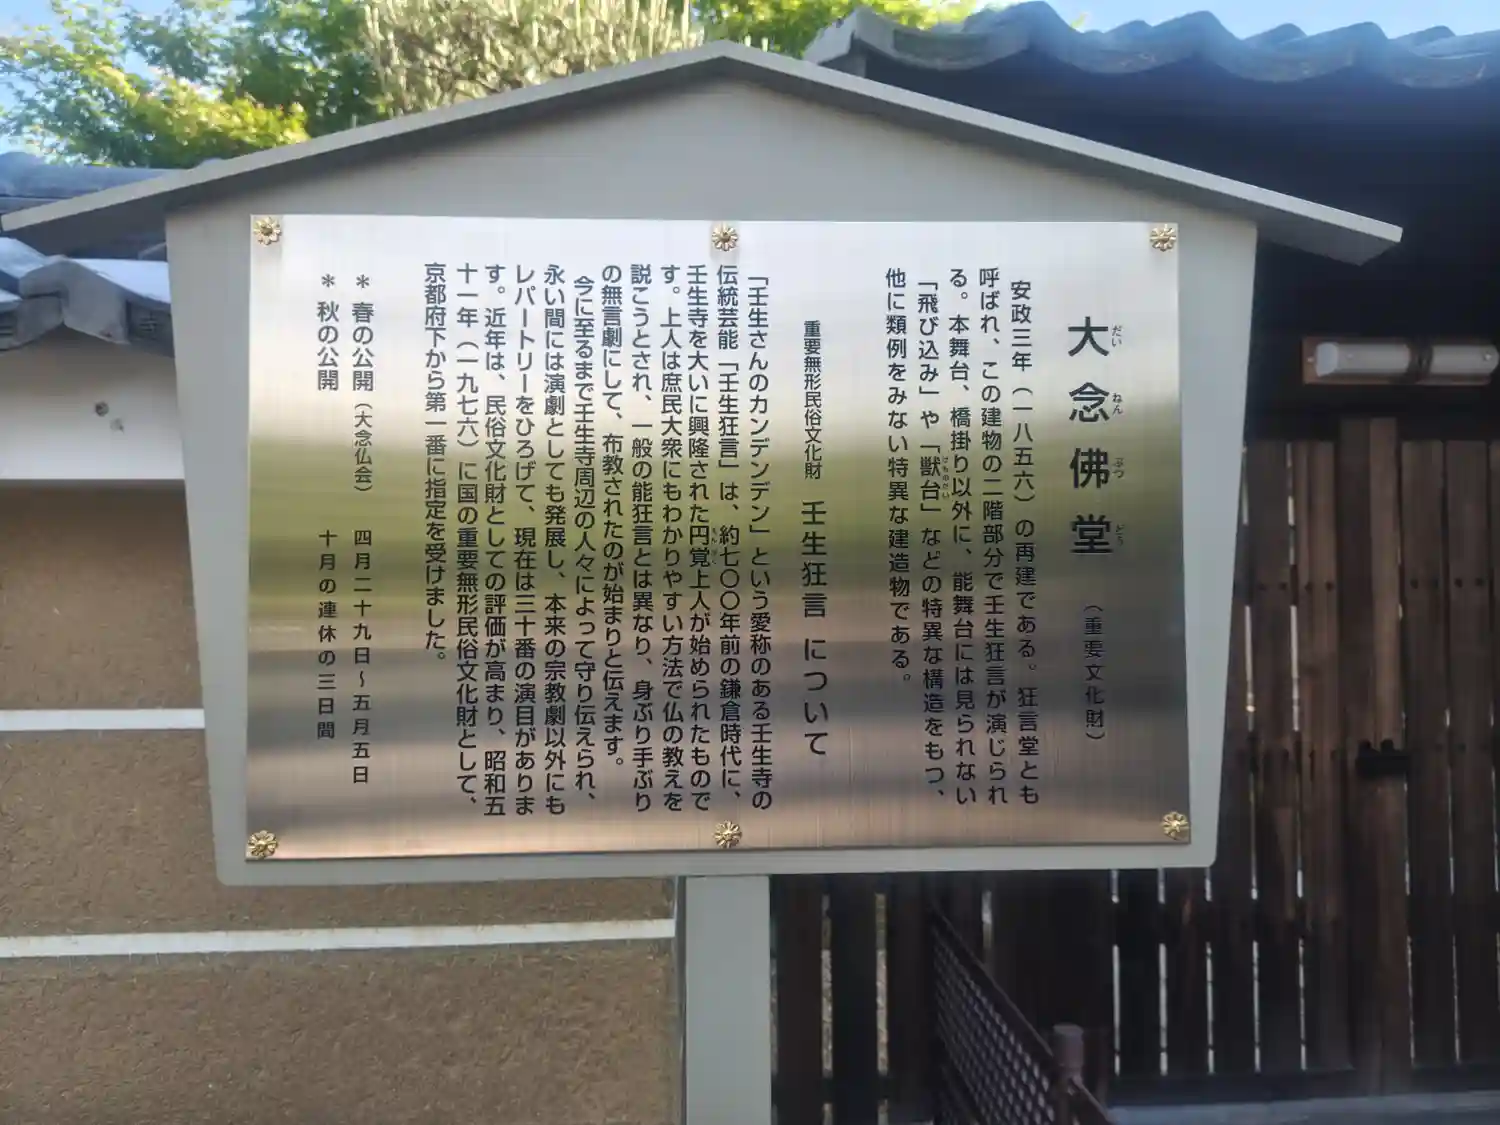 大念佛堂（重要文化財）
だいねんぶつどう
安政三年（一八五六）の再建である。狂言堂とも
呼ばれ、この建物の二階部分で壬生狂言が演じられ
る。本舞台、橋掛り以外に、能舞台には見られない
「飛び込み」や「獣台」などの特異な構造をもつ、
けものだい
他に類例をみない特異な建造物である。
重要無形民俗文化財 壬生狂言について
「壬生さんのカンデンデン」という愛称のある壬生寺の
伝統芸能「壬生狂言」は、約七〇〇年前の鎌倉時代に、
壬生寺を大いに興隆された円覚上人が始められたもので
す。上人は庶民大衆にもわかりやすい方法で仏の教えを
説こうとされ、一般の能狂言とは異なり、身ぶり手ぶり
の無言劇にして、布教されたのが始まりと伝えます。
今に至るまで壬生寺周辺の人々によって守り伝えられ、
永い間には演劇としても発展し、本来の宗教劇以外にも
レパートリーをひろげて、現在は三十番の演目がありま
す。近年は、民俗文化財としての評価が高まり、昭和五
十一年（一九七六）に国の重要無形民俗文化財として、
京都府下から第一番に指定を受けました。
＊春の公開（大念仏会） 四月二十九日～五月五日
＊秋の公開 十月の連休の三日間